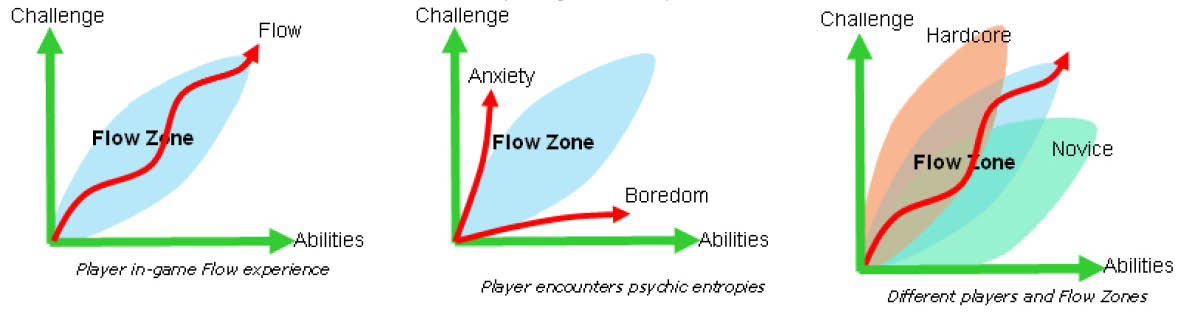 Challenge
Flow
Flow Zone
Abilities
Player in-game Flow experience
Challenge
Anxiety
Flow Zone
Boredom
Abilities
Player encounters psychic entropies
Challenge
Hardcore
Flow Zone
Novice
Abilities
Different players and Flow Zones